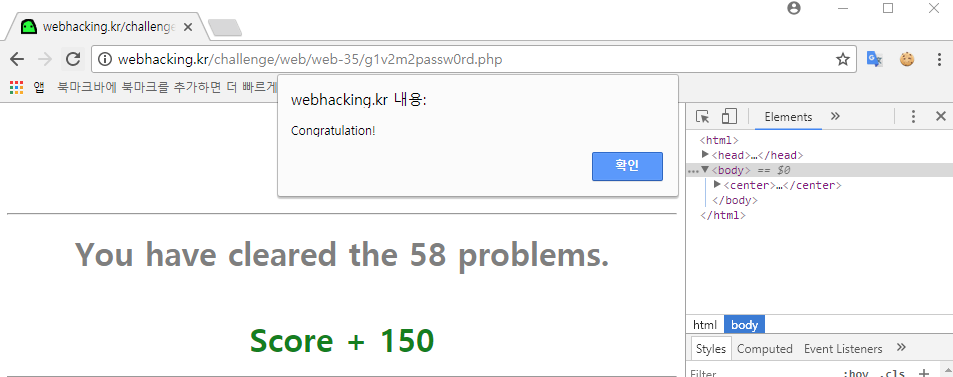 webhacking.kr/challenge
webhacking.kr/challenge/web/web-35/g1v2m2passw0rd.php
앱 북마크바에 북마크를 추가하면 더 빠르게
webhacking.kr 내용:
Congratulation!
확인
You have cleared the 58 problems.
Score + 150
Elements
<html>
<head>…</head>
<body> == $0
<center>…</center>
</body>
</html>
html body
Styles Computed Event Listeners
Filter :hov .cls